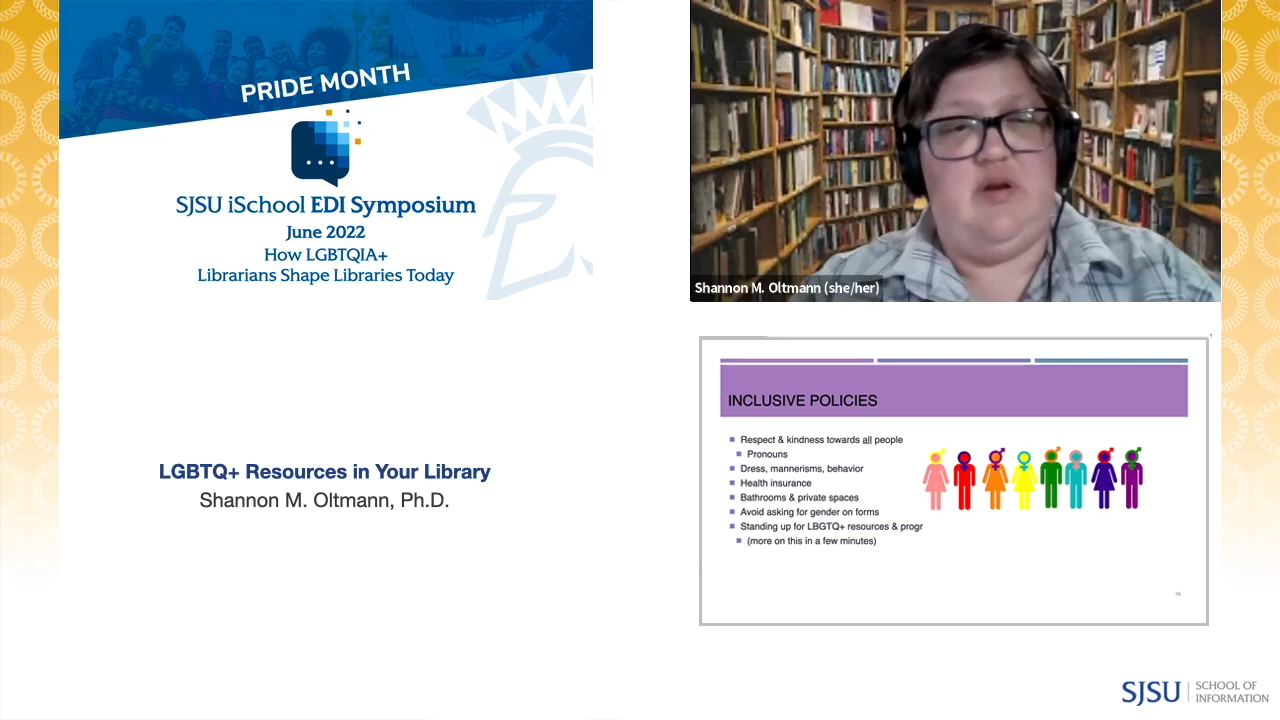 PRIDE MONTH
SJSU iSchool EDI Symposium
June 2022
How LGBTQIA+
Librarians Shape Libraries Today
LGBTQ+ Resources in Your Library
Shannon M. Oltmann, Ph.D.
Shannon M. Oltmann (she/her)
INCLUSIVE POLICIES
Respect & kindness towards all people
Pronouns
Dress, mannerisms, behavior
Health insurance
Bathrooms & private spaces
Avoid asking for gender on forms
Standing up for LBGTQ+ resources & progr
(more on this in a few minutes)
SJSU SCHOOL OF
INFORMATION